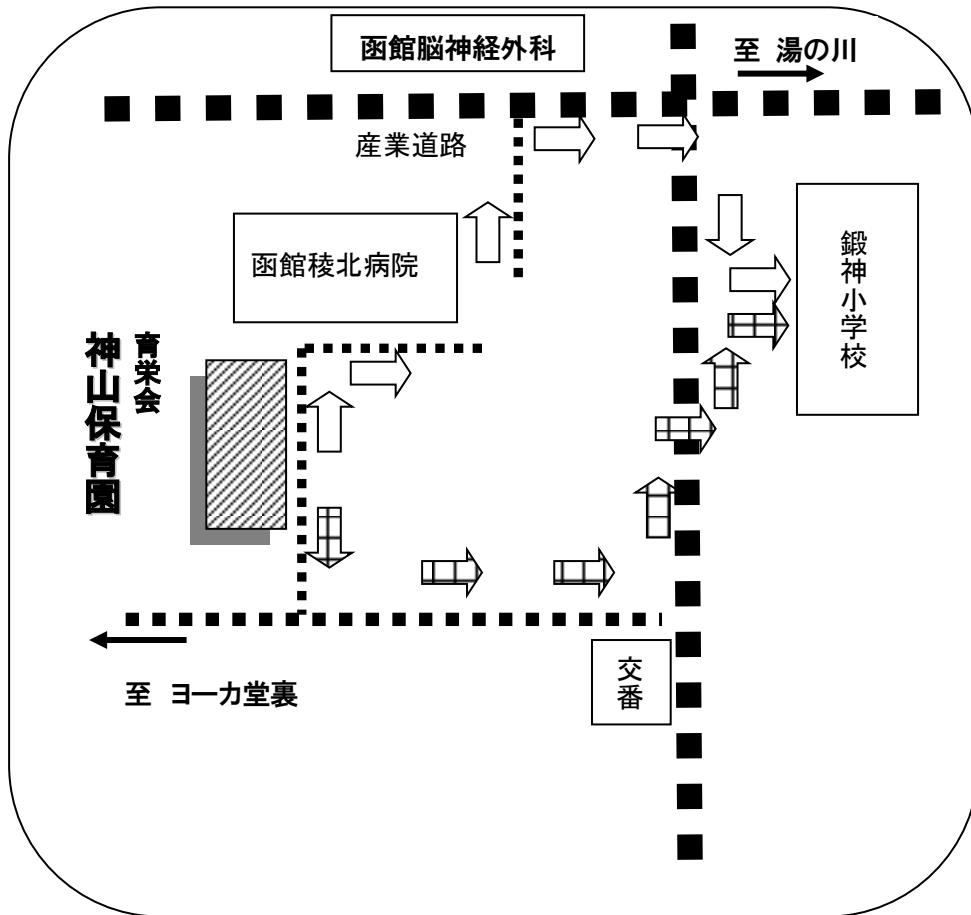 函館脳神経外科
至 湯の川
産業道路
函館稜北病院
鍛神小学校
育栄会
神山保育園
交番
至 ヨーカ堂裏